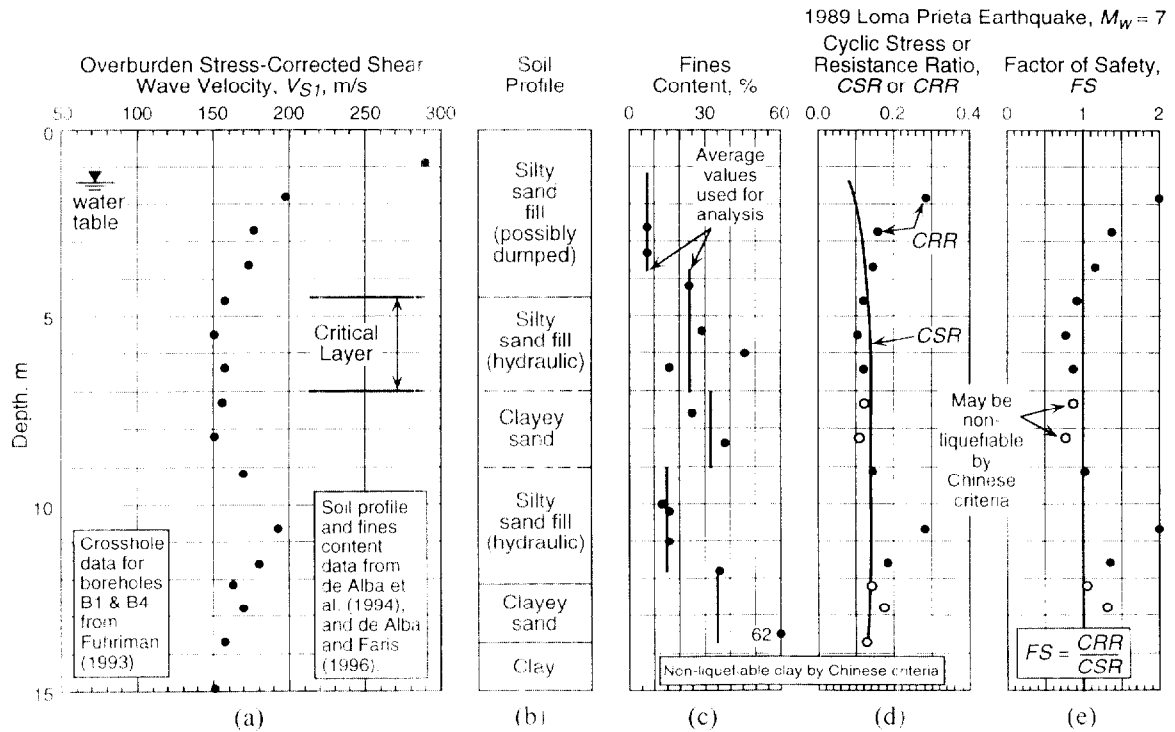 1989 Loma Prieta Earthquake, Mw = 7
Overburden Stress-Corrected Shear
Wave Velocity, VS1, m/s
50 100 150 200 250 300
Soil
Profile
Fines
Content, %
0 30 60
Cyclic Stress or
Resistance Ratio,
CSR or CRR
0.0 0.2 0.4
Factor of Safety,
FS
0 1 2
Depth, m
0
5
10
15
water
table
Critical
Layer
Crosshole
data for
boreholes
B1 & B4
from
Fuhriman
(1993)
Soil profile
and fines
content
data from
de Alba et
al. (1994),
and de Alba
and Faris
(1996).
(a)
Silty
sand
fill
(possibly
dumped)
Silty
sand fill
(hydraulic)
Clayey
sand
Silty
sand fill
(hydraulic)
Clayey
sand
Clay
(b)
Average
values
used for
analysis
62
Non-liquefiable clay by Chinese criteria
(c)
CRR
CSR
(d)
May be
non-
liquefiable
by
Chinese
criteria
FS = CRR
CSR
(e)